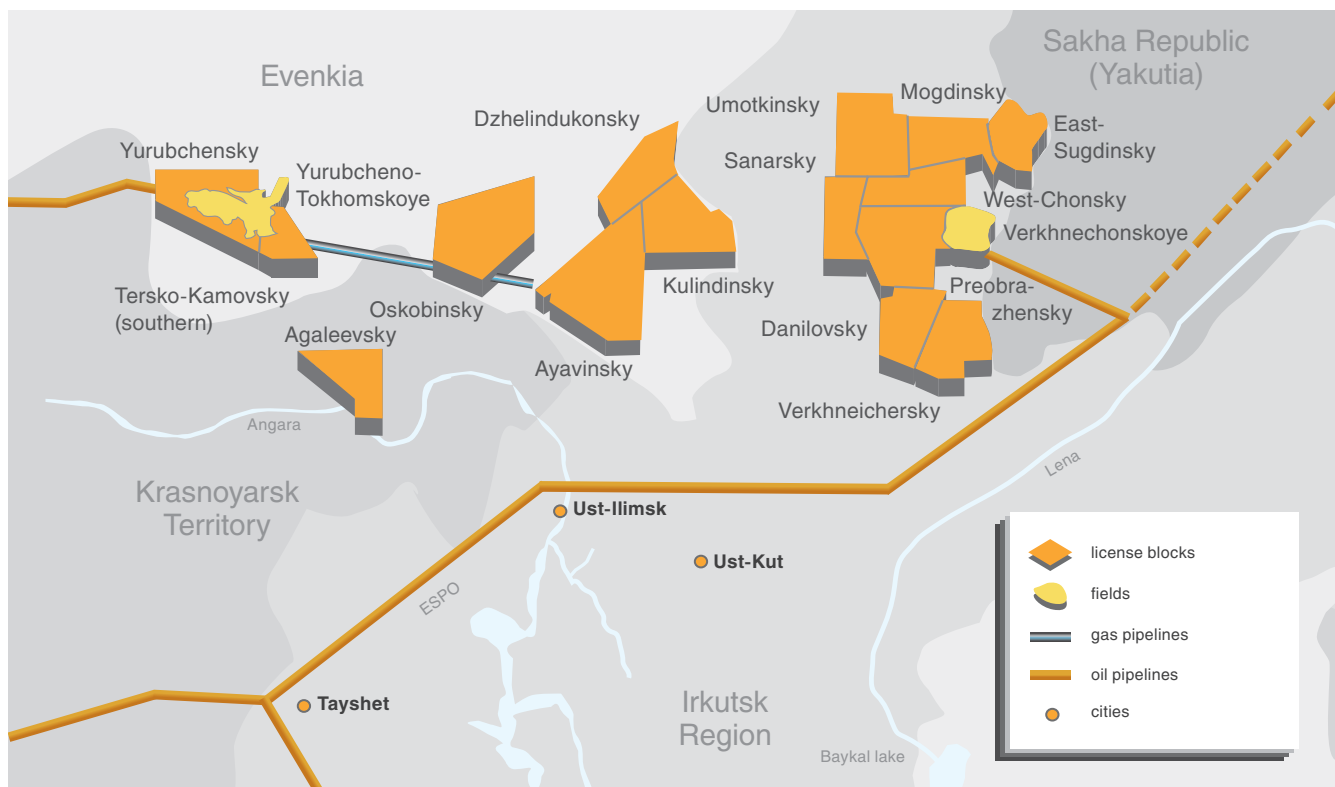 Sakha Republic
(Yakutia)
Evenkia
Mogdinsky
Umotkinsky
Dzhelindukonsky
East-
Sugdinsky
Yurubchensky
Sanarsky
Yurubcheno-
Tokhomskoye
West-Chonsky
Verkhnechonskoye
Kulindinsky
Preobra-
zhensky
Tersko-Kamovsky
(southern)
Oskobinsky
Danilovsky
Agaleevsky
Ayavinsky
Verkhneichersky
Angara
Lena
Krasnoyarsk
Territory
Ust-Ilimsk
Ust-Kut
ESPO
Tayshet
Irkutsk
Region
Baykal lake
license blocks
fields
gas pipelines
oil pipelines
cities